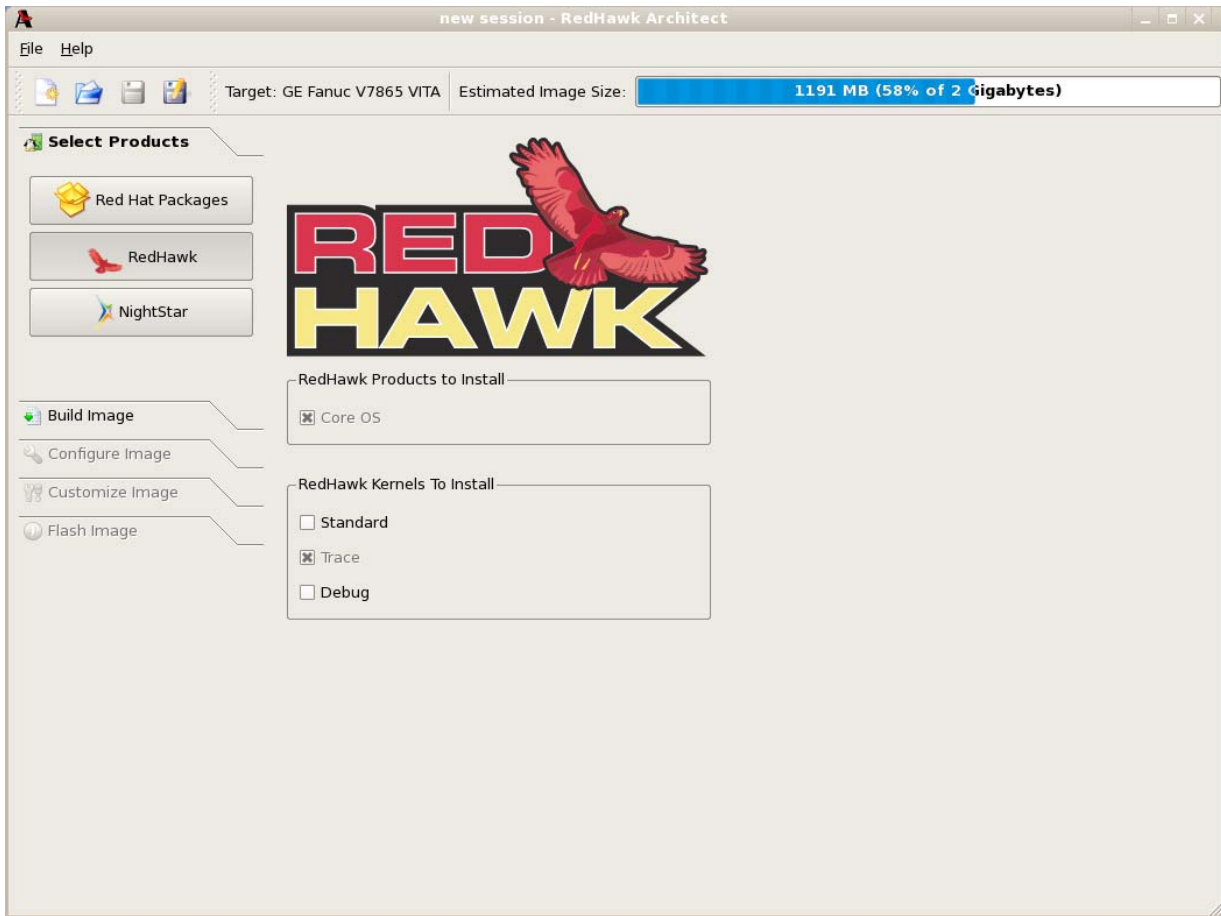 new session - RedHawk Architect
File Help
Target: GE Fanuc V7865 VITA Estimated Image Size: 1191 MB (58% of 2 Gigabytes)
Select Products
Red Hat Packages
RedHawk
NightStar
Build Image
Configure Image
Customize Image
Flash Image
RED
HAWK
RedHawk Products to Install
Core OS
RedHawk Kernels To Install
Standard
Trace
Debug